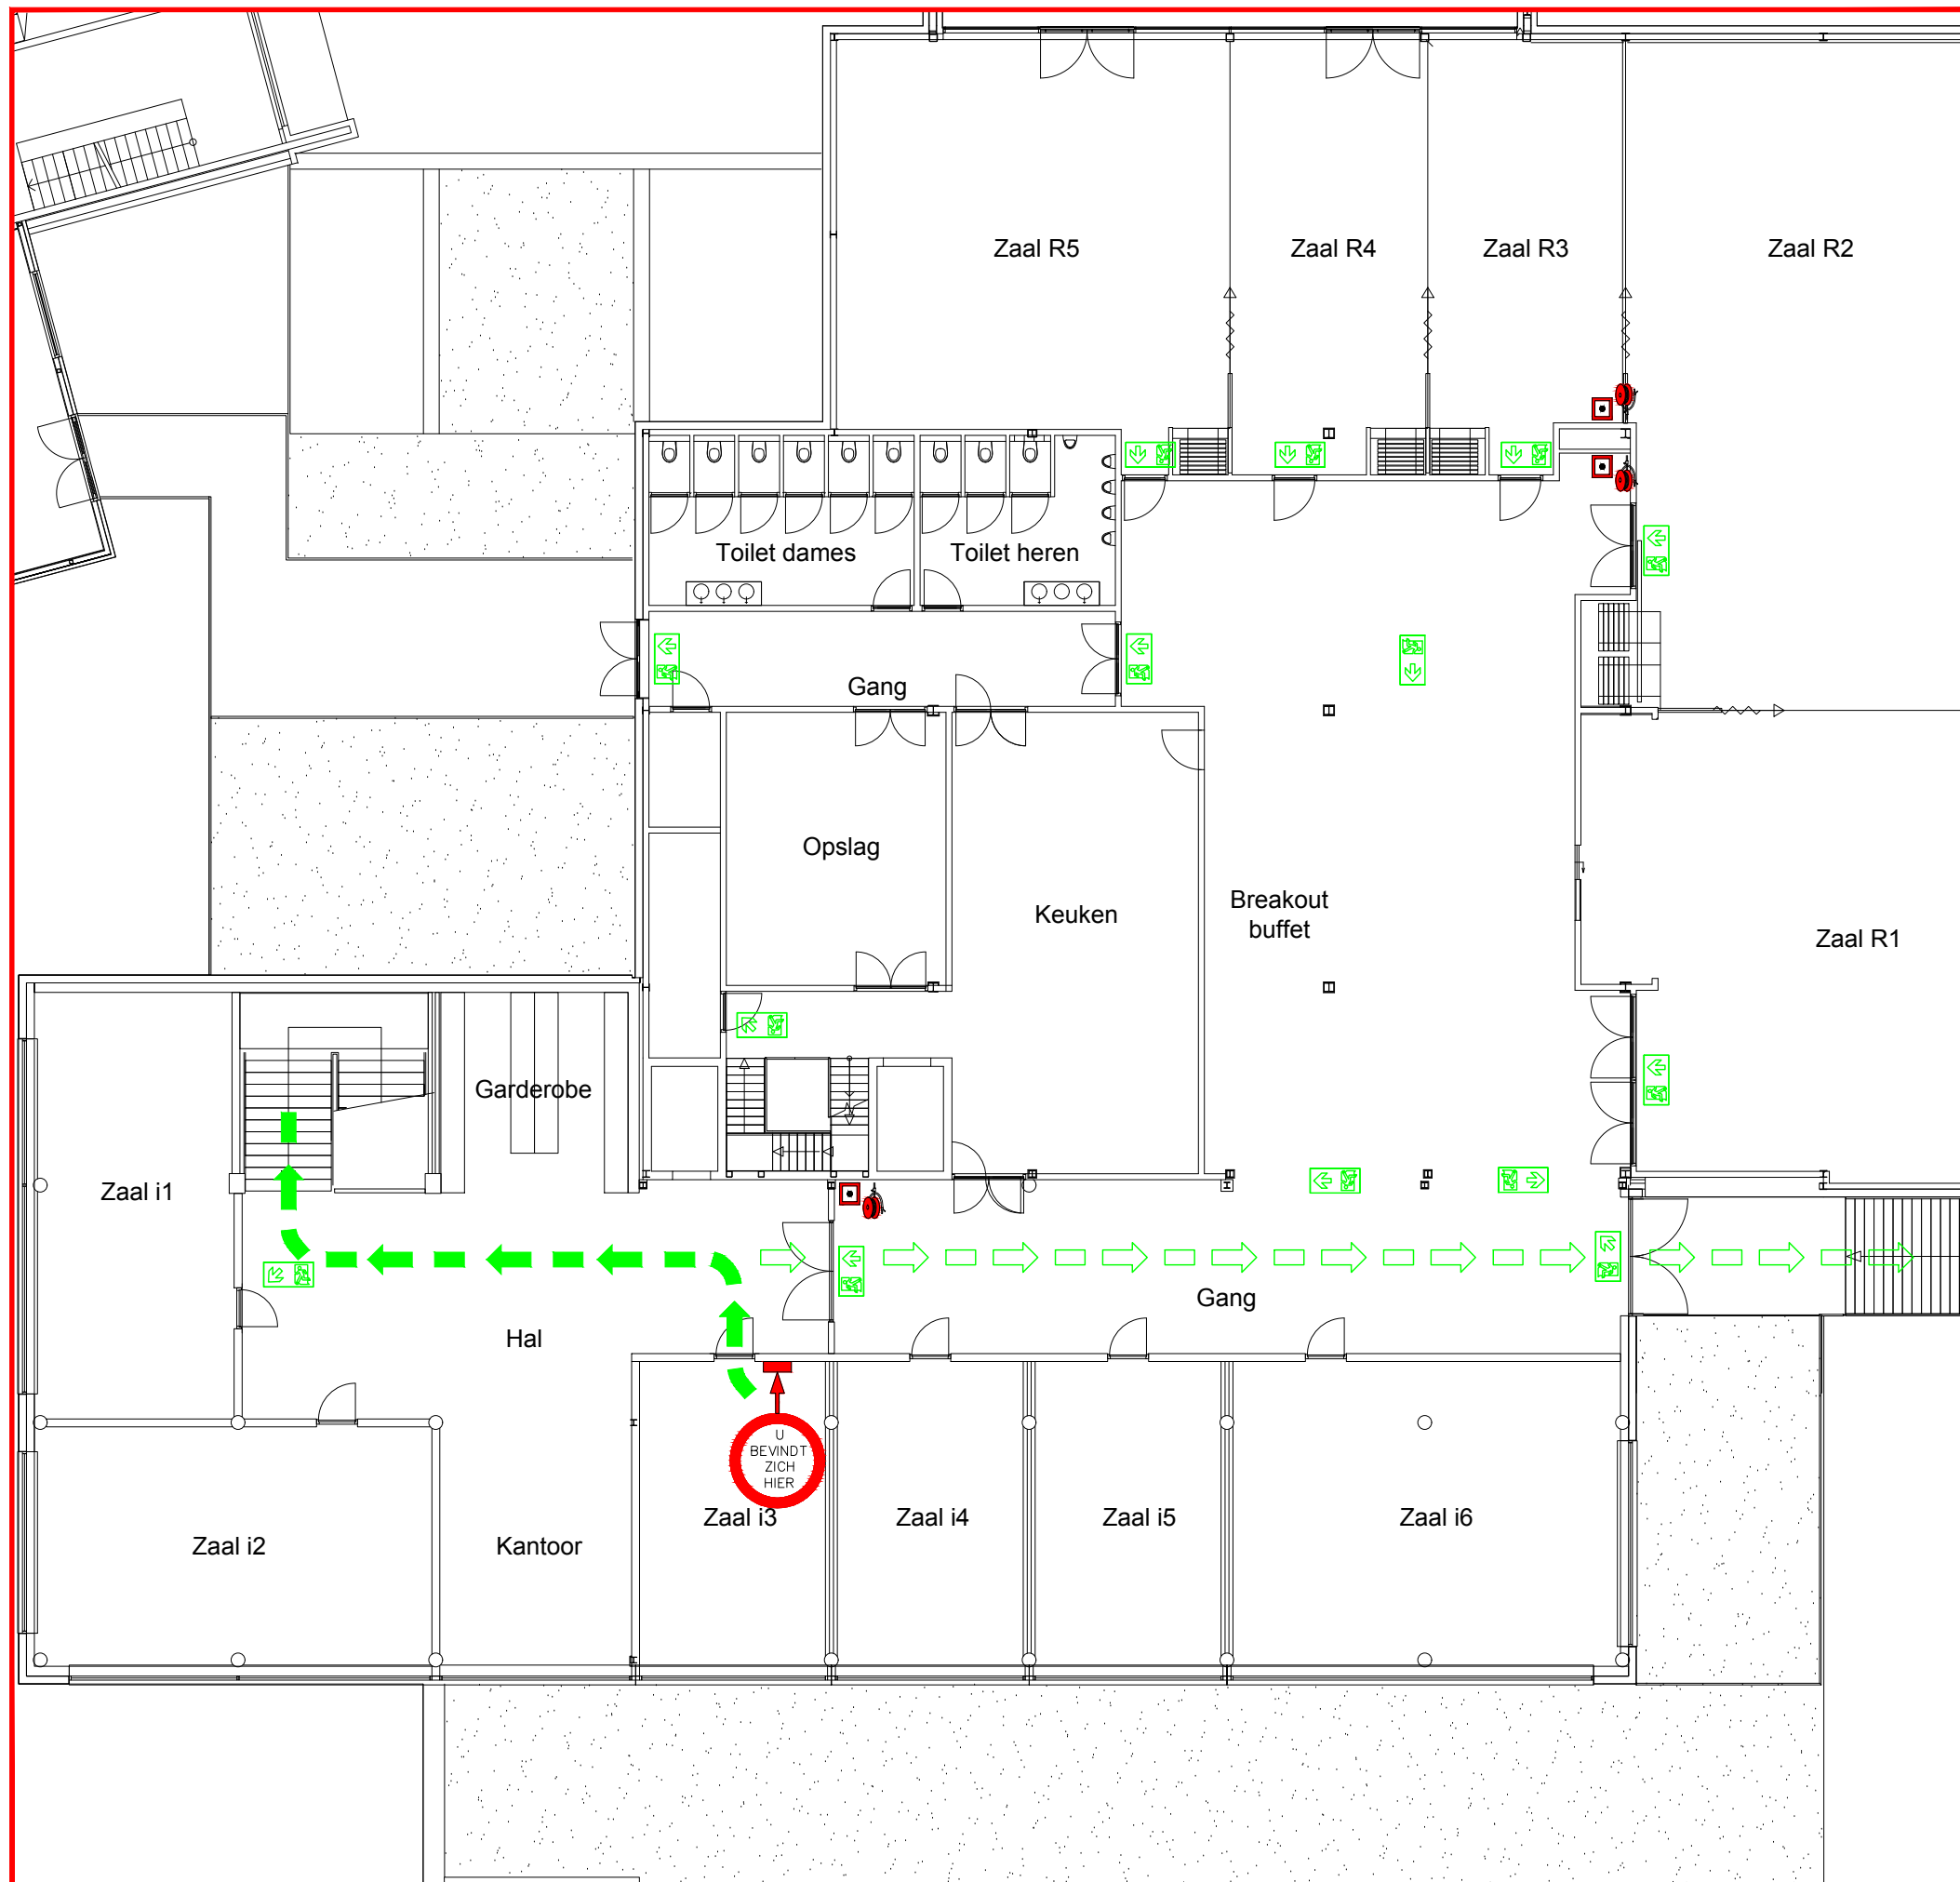 Zaal R5
Zaal R4
Zaal R3
Zaal R2
Toilet dames
Toilet heren
Gang
Opslag
Keuken
Breakout
buffet
Zaal R1
Garderobe
Zaal i1
Gang
Hal
U
BEVINDT
ZICH
HIER
Zaal i3
Zaal i4
Zaal i5
Zaal i6
Zaal i2
Kantoor